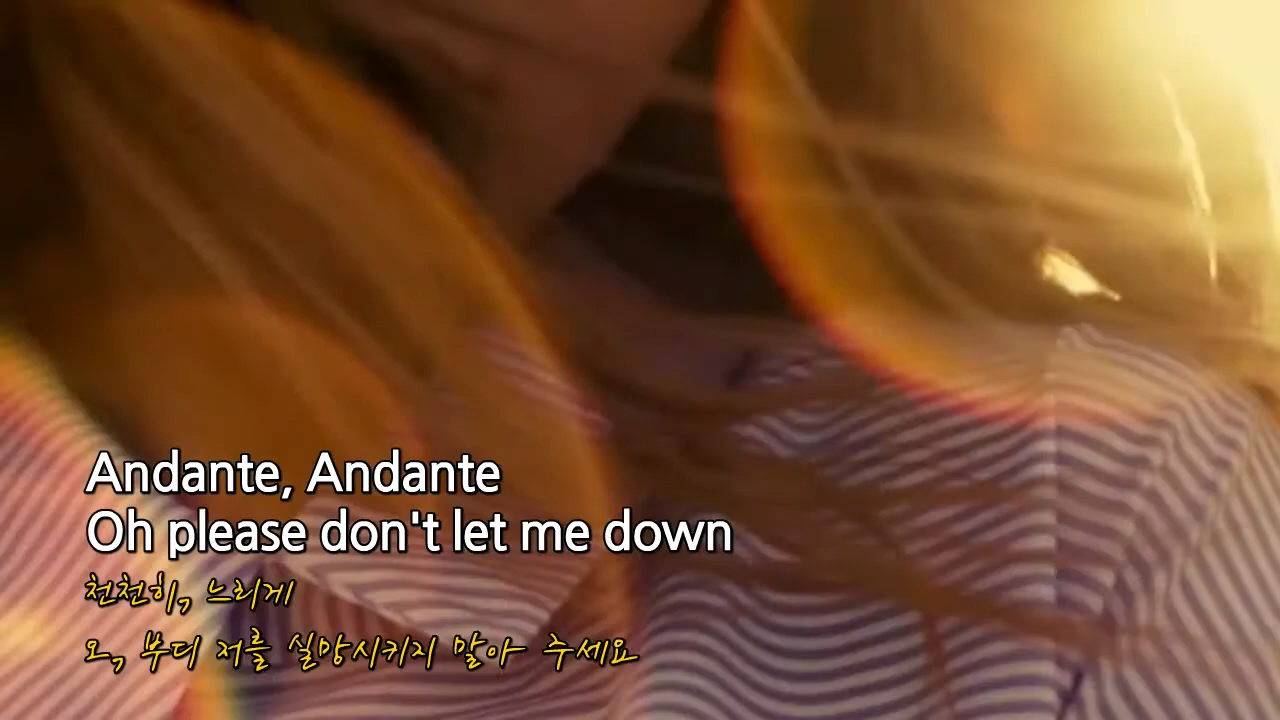 Andante, Andante
Oh please don't let me down
천천히, 느리게
오, 부디 저를 실망시키지 말아 주세요